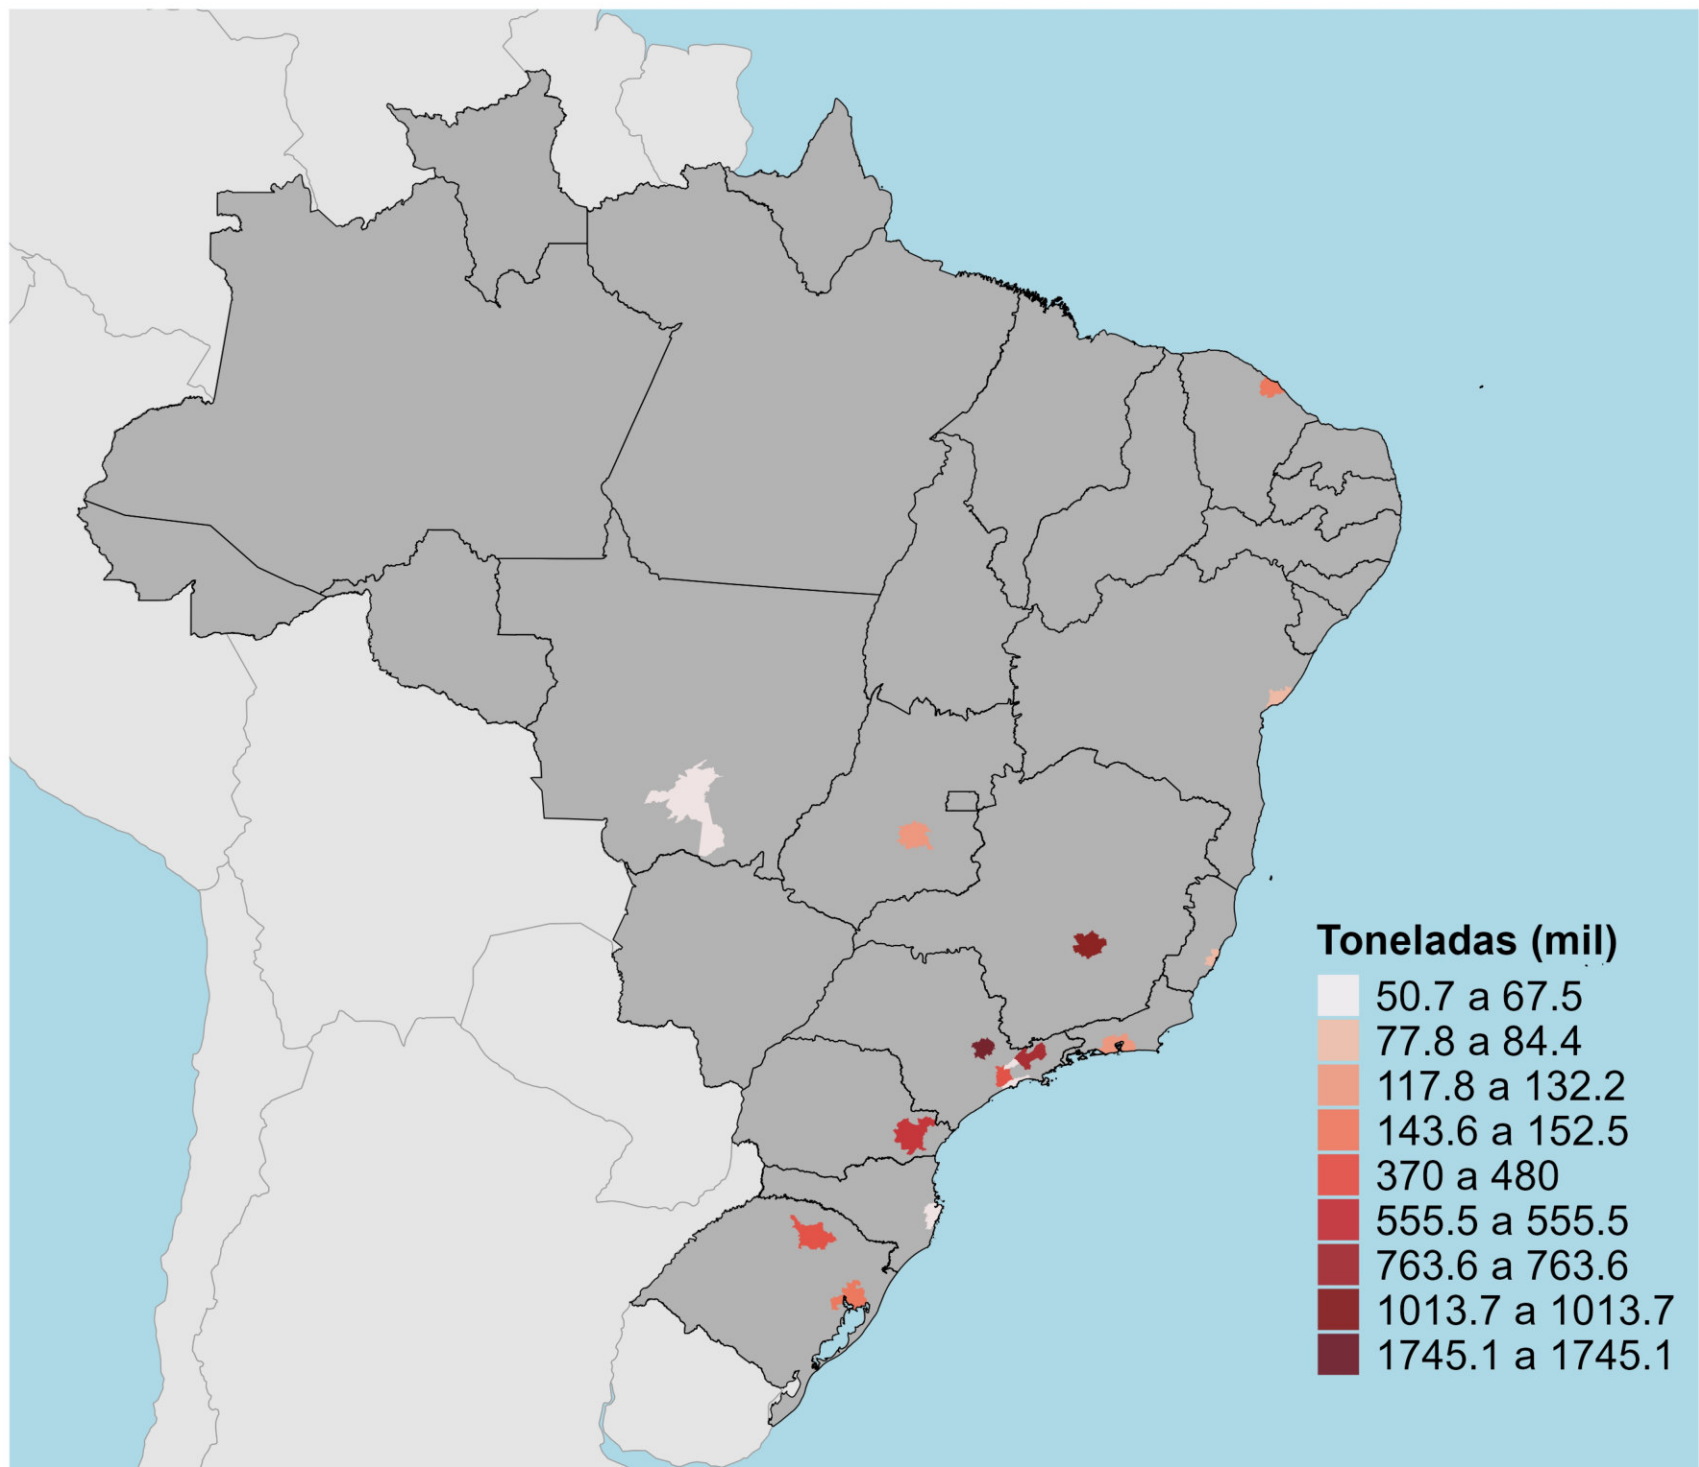 Toneladas (mil)
50.7 a 67.5
77.8 a 84.4
117.8 a 132.2
143.6 a 152.5
370 a 480
555.5 a 555.5
763.6 a 763.6
1013.7 a 1013.7
1745.1 a 1745.1